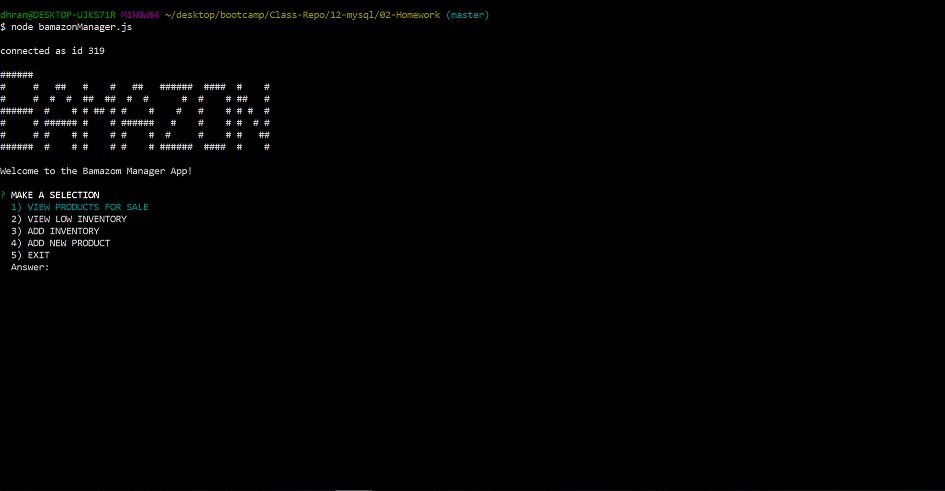 dhran@DESKTOP-UJKS71R MINGW64 ~/desktop/bootcamp/Class-Repo/12-mysql/02-Homework (master)
$ node bamazonManager.js
connected as id 319
BAMAZON
Welcome to the Bamazom Manager App!
? MAKE A SELECTION
1) VIEW PRODUCTS FOR SALE
2) VIEW LOW INVENTORY
3) ADD INVENTORY
4) ADD NEW PRODUCT
5) EXIT
Answer: